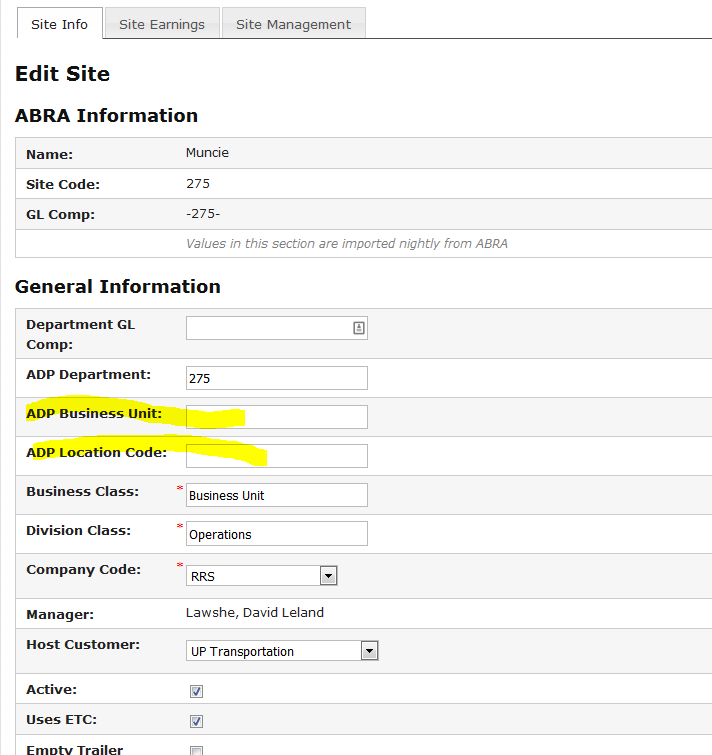 Site Info Site Earnings Site Management
Edit Site
ABRA Information
Name: Muncie
Site Code: 275
GL Comp: -275-
Values in this section are imported nightly from ABRA
General Information
Department GL
Comp:
ADP Department: 275
ADP Business Unit:
ADP Location Code:
Business Class: * Business Unit
Division Class: * Operations
Company Code: * RRS
Manager: Lawshe, David Leland
Host Customer: UP Transportation
Active:
Uses ETC:
Empty Trailer